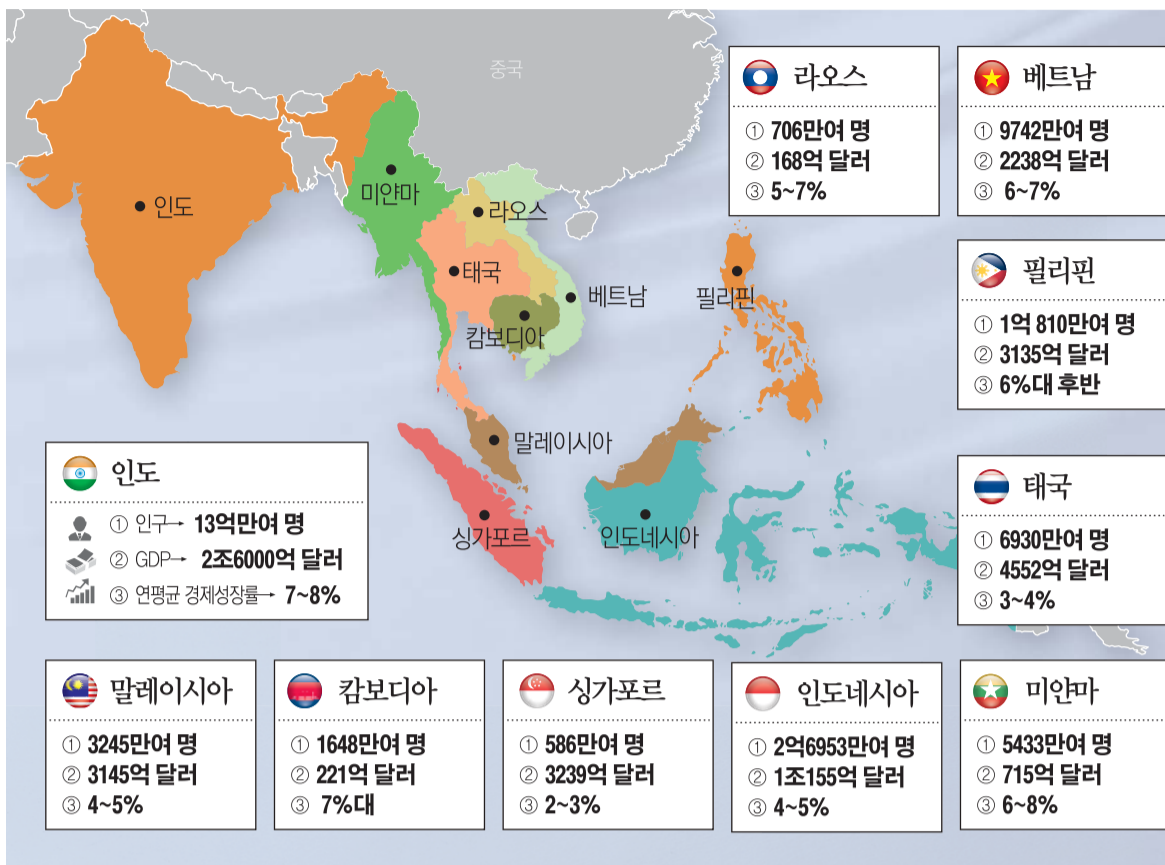 중국
인도
미얀마
라오스
태국
베트남
캄보디아
필리핀
말레이시아
싱가포르
인도네시아
라오스
① 706만여 명
② 168억 달러
③ 5~7%
베트남
① 9742만여 명
② 2238억 달러
③ 6~7%
필리핀
① 1억 810만여 명
② 3135억 달러
③ 6%대 후반
태국
① 6930만여 명
② 4552억 달러
③ 3~4%
인도
① 인구→ 13억만여 명
② GDP→ 2조6000억 달러
③ 연평균 경제성장률→ 7~8%
말레이시아
① 3245만여 명
② 3145억 달러
③ 4~5%
캄보디아
① 1648만여 명
② 221억 달러
③ 7%대
싱가포르
① 586만여 명
② 3239억 달러
③ 2~3%
인도네시아
① 2억6953만여 명
② 1조155억 달러
③ 4~5%
미얀마
① 5433만여 명
② 715억 달러
③ 6~8%